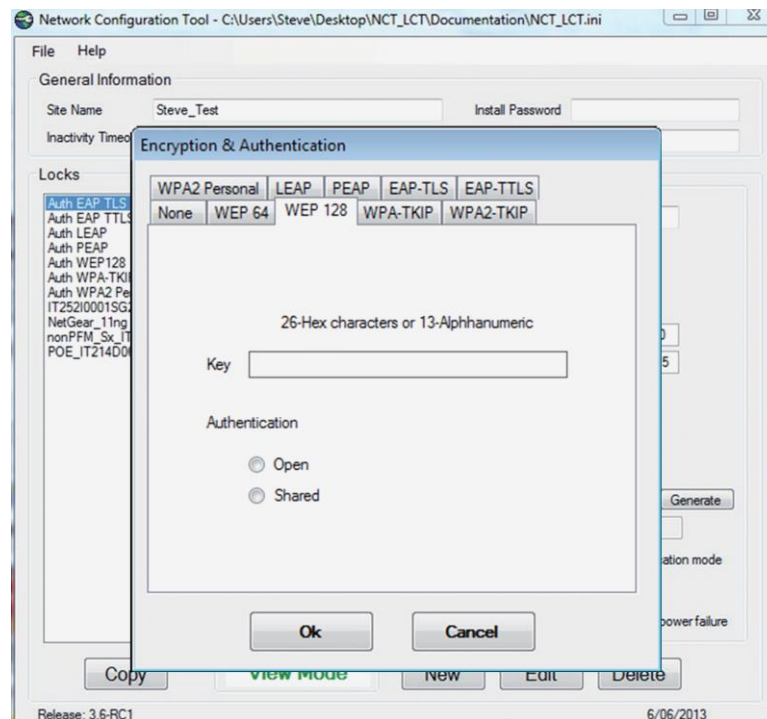 Network Configuration Tool - C:\Users\Steve\Desktop\NCT_LCT\Documentation\NCT_LCT.ini
File Help
General Information
Site Name Steve_Test Install Password
Inactivity
Encryption & Authentication
Locks
WPA2 Personal LEAP PEAP EAP-TLS EAP-TTLS
None WEP 64 WEP 128 WPA-TKIP WPA2-TKIP
Auth EAP TLS
Auth EAP TTLS
Auth LEAP
Auth PEAP
Auth WEP128
Auth WPA-TKI
Auth WPA2 Pe
IT252I0001SG
NetGear_11ng
nonPFM_Sx_IT
POE_IT214D0
26-Hex characters or 13-Alphhanumeric
Key
5
Authentication
Open
Shared
Generate
ation mode
power failure
Ok Cancel
Copy View Mode New Edit Delete
Release: 3.6-RC1 6/06/2013